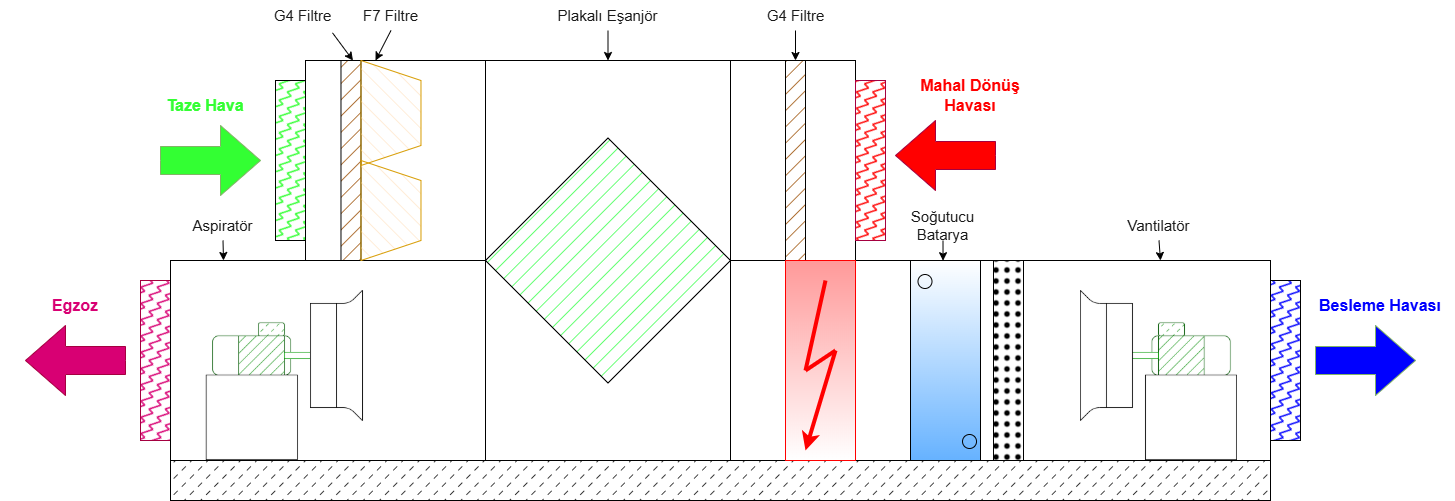 G4 Filtre
F7 Filtre
Plakalı Eşanjör
G4 Filtre
Taze Hava
Mahal Dönüş
Havası
Aspiratör
Soğutucu
Batarya
Vantilatör
Egzoz
Besleme Havası